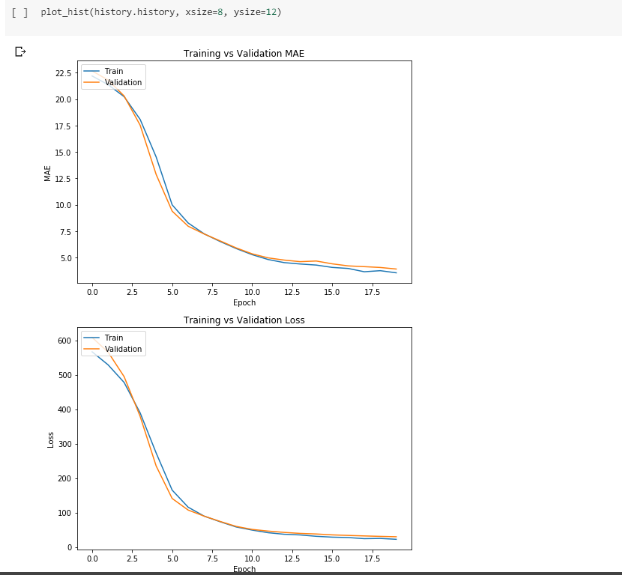 [ ] plot_hist(history.history, xsize=8, ysize=12)
Training vs Validation MAE
Train
Validation
22.5
20.0
17.5
15.0
12.5
10.0
7.5
5.0
MAE
0.0 2.5 5.0 7.5 10.0 12.5 15.0 17.5
Epoch
Training vs Validation Loss
Train
Validation
600
500
400
300
200
100
0
Loss
0.0 2.5 5.0 7.5 10.0 12.5 15.0 17.5
Epoch